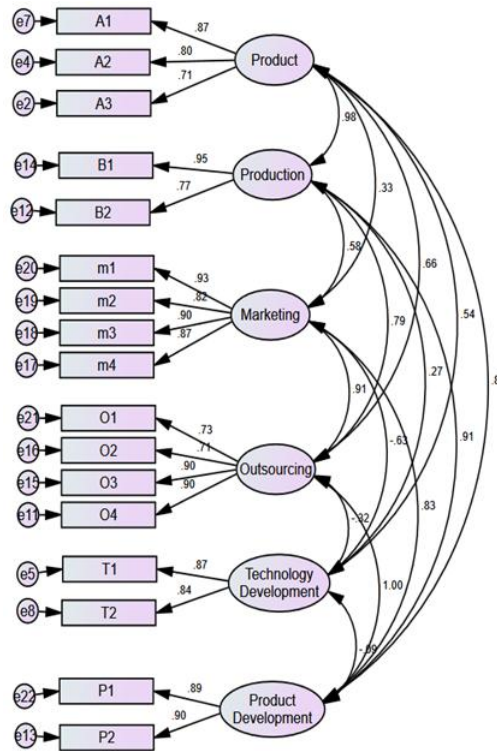 e7
A1
.87
e4
A2
.80
Product
e2
A3
.71
.98
e14
B1
.95
.33
Production
e12
B2
.77
.58
.66
e20
m1
.93
e19
m2
.82
Marketing
.79
.54
e18
m3
.90
e17
m4
.87
.27
.8
.91
.91
e21
O1
.73
-.63
e16
O2
.71
Outsourcing
e15
O3
.90
.83
e11
O4
.90
-.32
e5
T1
.87
Technology
Development
1.00
e8
T2
.84
e22
P1
.89
Product
Development
e13
P2
.90